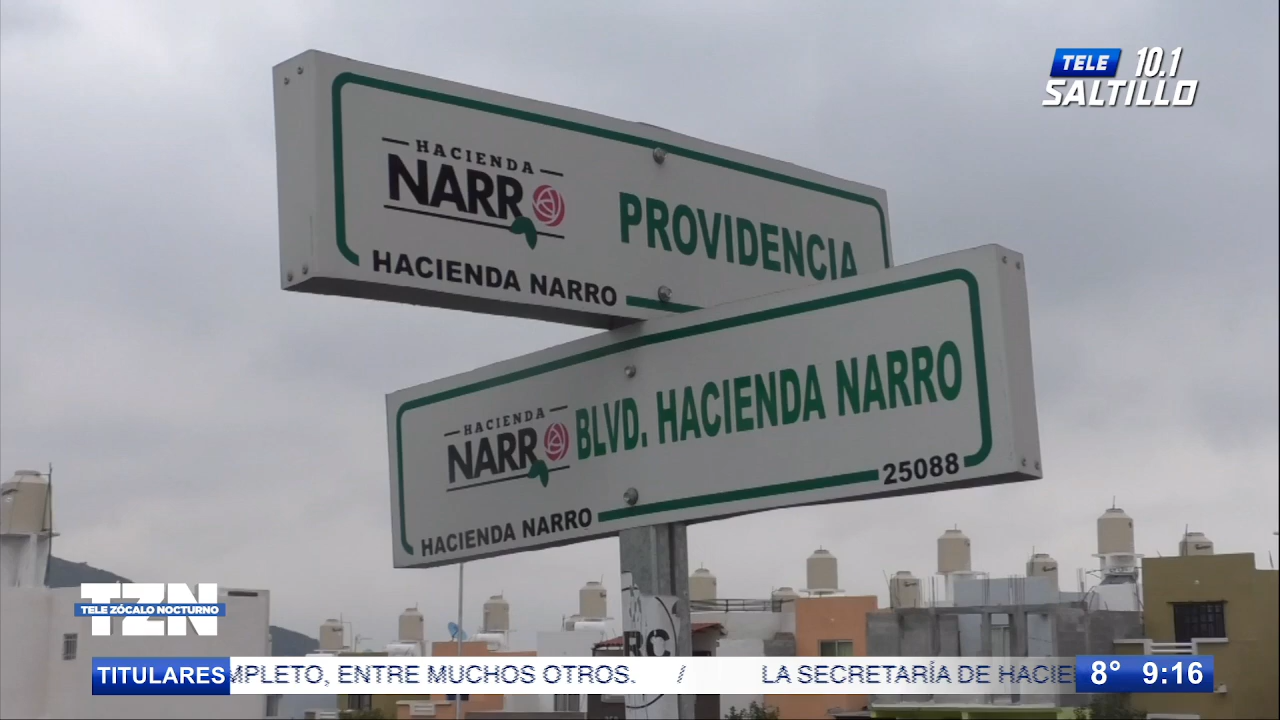 TELE 10.1
SALTILLO
HACIENDA
NARRO
PROVIDENCIA
HACIENDA NARRO
HACIENDA
NARRO
BLVD. HACIENDA NARRO
25088
HACIENDA NARRO
RC
TZN
TELE ZÓCALO NOCTURNO
TITULARES MPLETO, ENTRE MUCHOS OTROS. / LA SECRETARÍA DE HACIE 8° 9:16